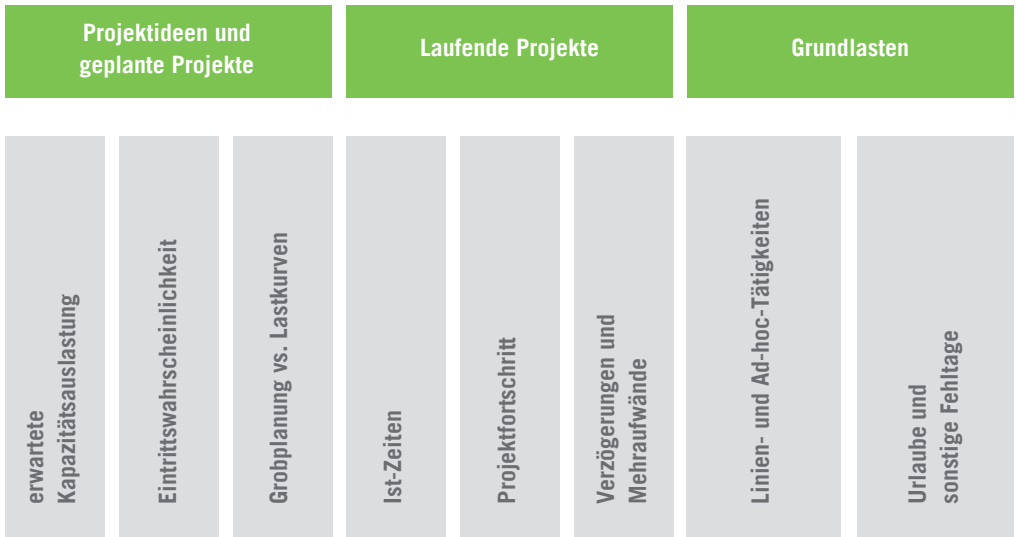 Projektideen und
geplante Projekte
Laufende Projekte
Grundlasten
erwartete
Kapazitätsauslastung
Eintrittswahrscheinlichkeit
Grobplanung vs. Lastkurven
Ist-Zeiten
Projektfortschritt
Verzögerungen und
Mehraufwände
Linien- und Ad-hoc-Tätigkeiten
Urlaube und
sonstige Fehltage